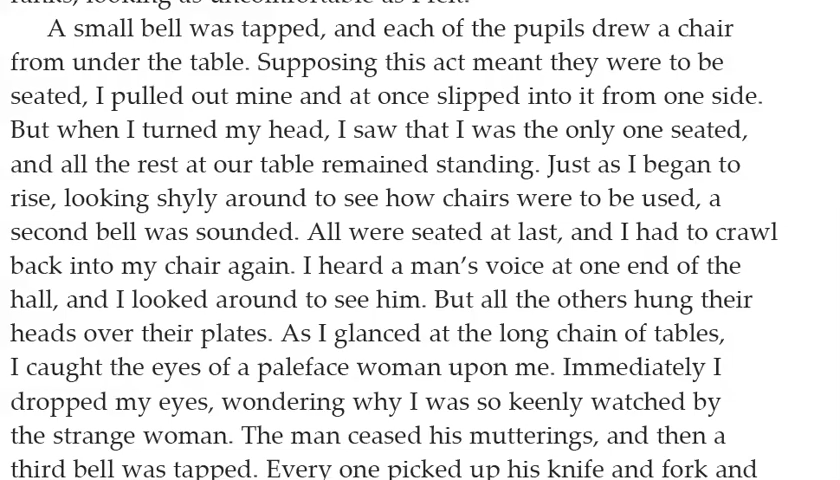 looking as uncomfortable as I felt.
A small bell was tapped, and each of the pupils drew a chair
from under the table. Supposing this act meant they were to be
seated, I pulled out mine and at once slipped into it from one side.
But when I turned my head, I saw that I was the only one seated,
and all the rest at our table remained standing. Just as I began to
rise, looking shyly around to see how chairs were to be used, a
second bell was sounded. All were seated at last, and I had to crawl
back into my chair again. I heard a man’s voice at one end of the
hall, and I looked around to see him. But all the others hung their
heads over their plates. As I glanced at the long chain of tables,
I caught the eyes of a paleface woman upon me. Immediately I
dropped my eyes, wondering why I was so keenly watched by
the strange woman. The man ceased his mutterings, and then a
third bell was tapped. Every one picked up his knife and fork and